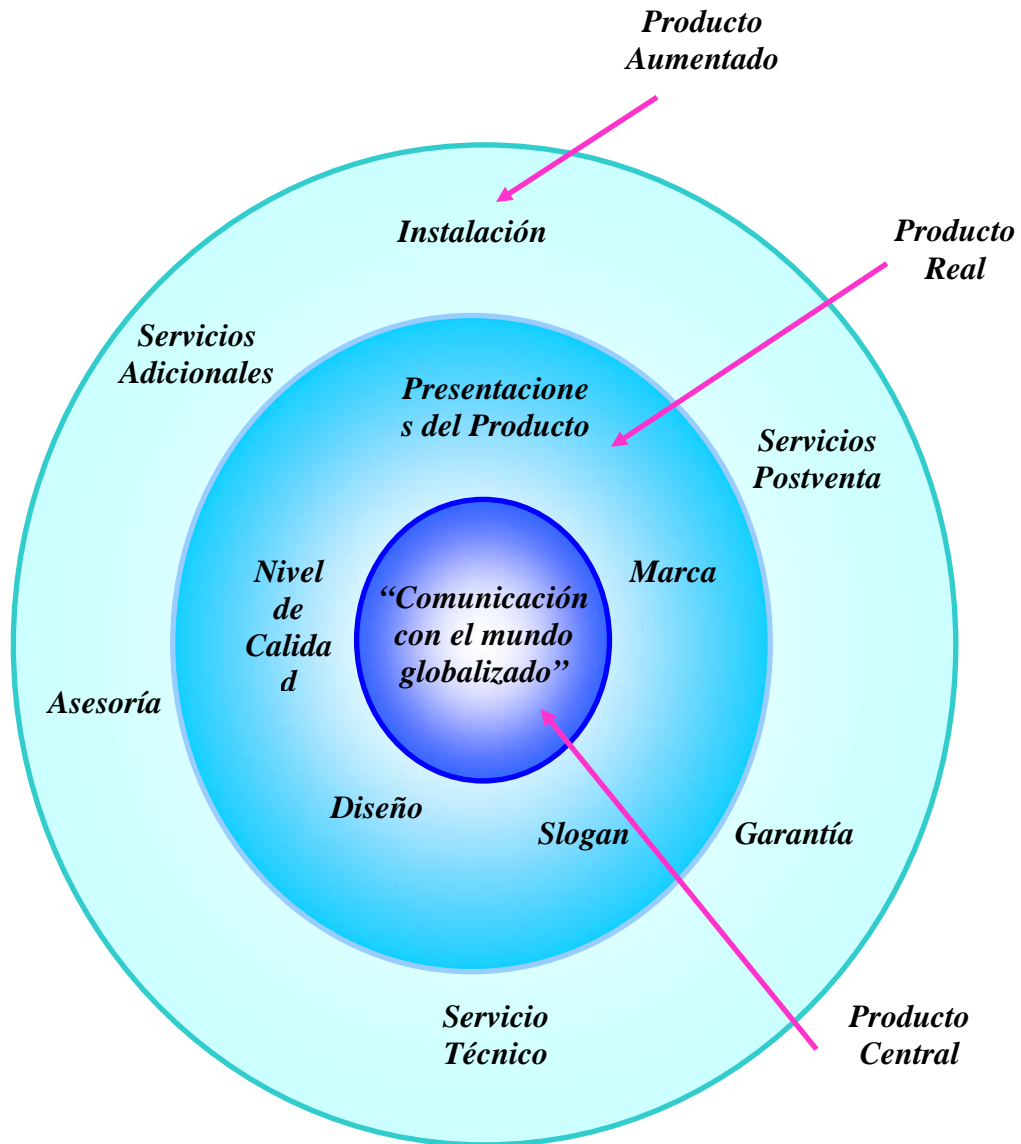 Producto
Aumentado
Instalación
Producto
Real
Servicios
Adicionales
Presentacione
s del Producto
Servicios
Postventa
Nivel
de
Calida
d
Marca
“Comunicación
con el mundo
globalizado”
Asesoría
Diseño
Slogan
Garantía
Servicio
Técnico
Producto
Central